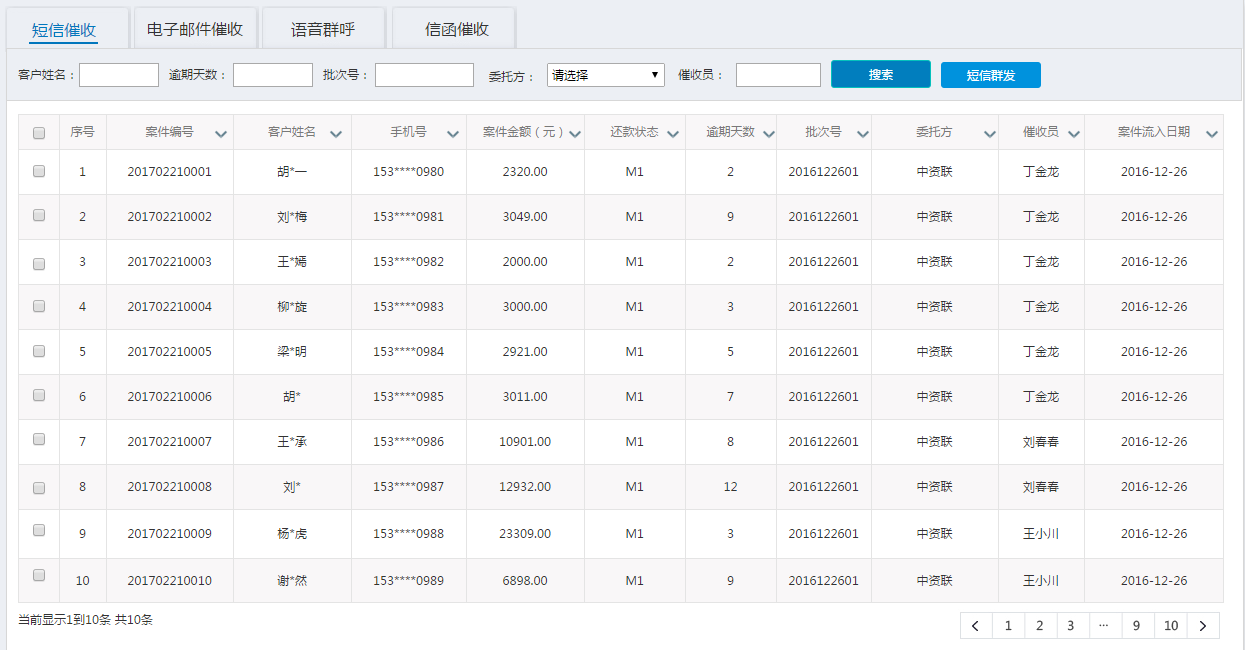 短信催收 电子邮件催收 语音群呼 信函催收
客户姓名： 逾期天数： 批次号： 委托方： 请选择 催收员： 搜索 短信群发
序号 案件编号 客户姓名 手机号 案件金额（元） 还款状态 逾期天数 批次号 委托方 催收员 案件流入日期
1 201702210001 胡*一 153****0980 2320.00 M1 2 2016122601 中资联 丁金龙 2016-12-26
2 201702210002 刘*梅 153****0981 3049.00 M1 9 2016122601 中资联 丁金龙 2016-12-26
3 201702210003 王*嫣 153****0982 2000.00 M1 2 2016122601 中资联 丁金龙 2016-12-26
4 201702210004 柳*旋 153****0983 3000.00 M1 3 2016122601 中资联 丁金龙 2016-12-26
5 201702210005 梁*明 153****0984 2921.00 M1 5 2016122601 中资联 丁金龙 2016-12-26
6 201702210006 胡* 153****0985 3011.00 M1 7 2016122601 中资联 丁金龙 2016-12-26
7 201702210007 王*承 153****0986 10901.00 M1 8 2016122601 中资联 刘春春 2016-12-26
8 201702210008 刘* 153****0987 12932.00 M1 12 2016122601 中资联 刘春春 2016-12-26
9 201702210009 杨*虎 153****0988 23309.00 M1 3 2016122601 中资联 王小川 2016-12-26
10 201702210010 谢*然 153****0989 6898.00 M1 9 2016122601 中资联 王小川 2016-12-26
当前显示1到10条 共10条
1 2 3 ··· 9 10